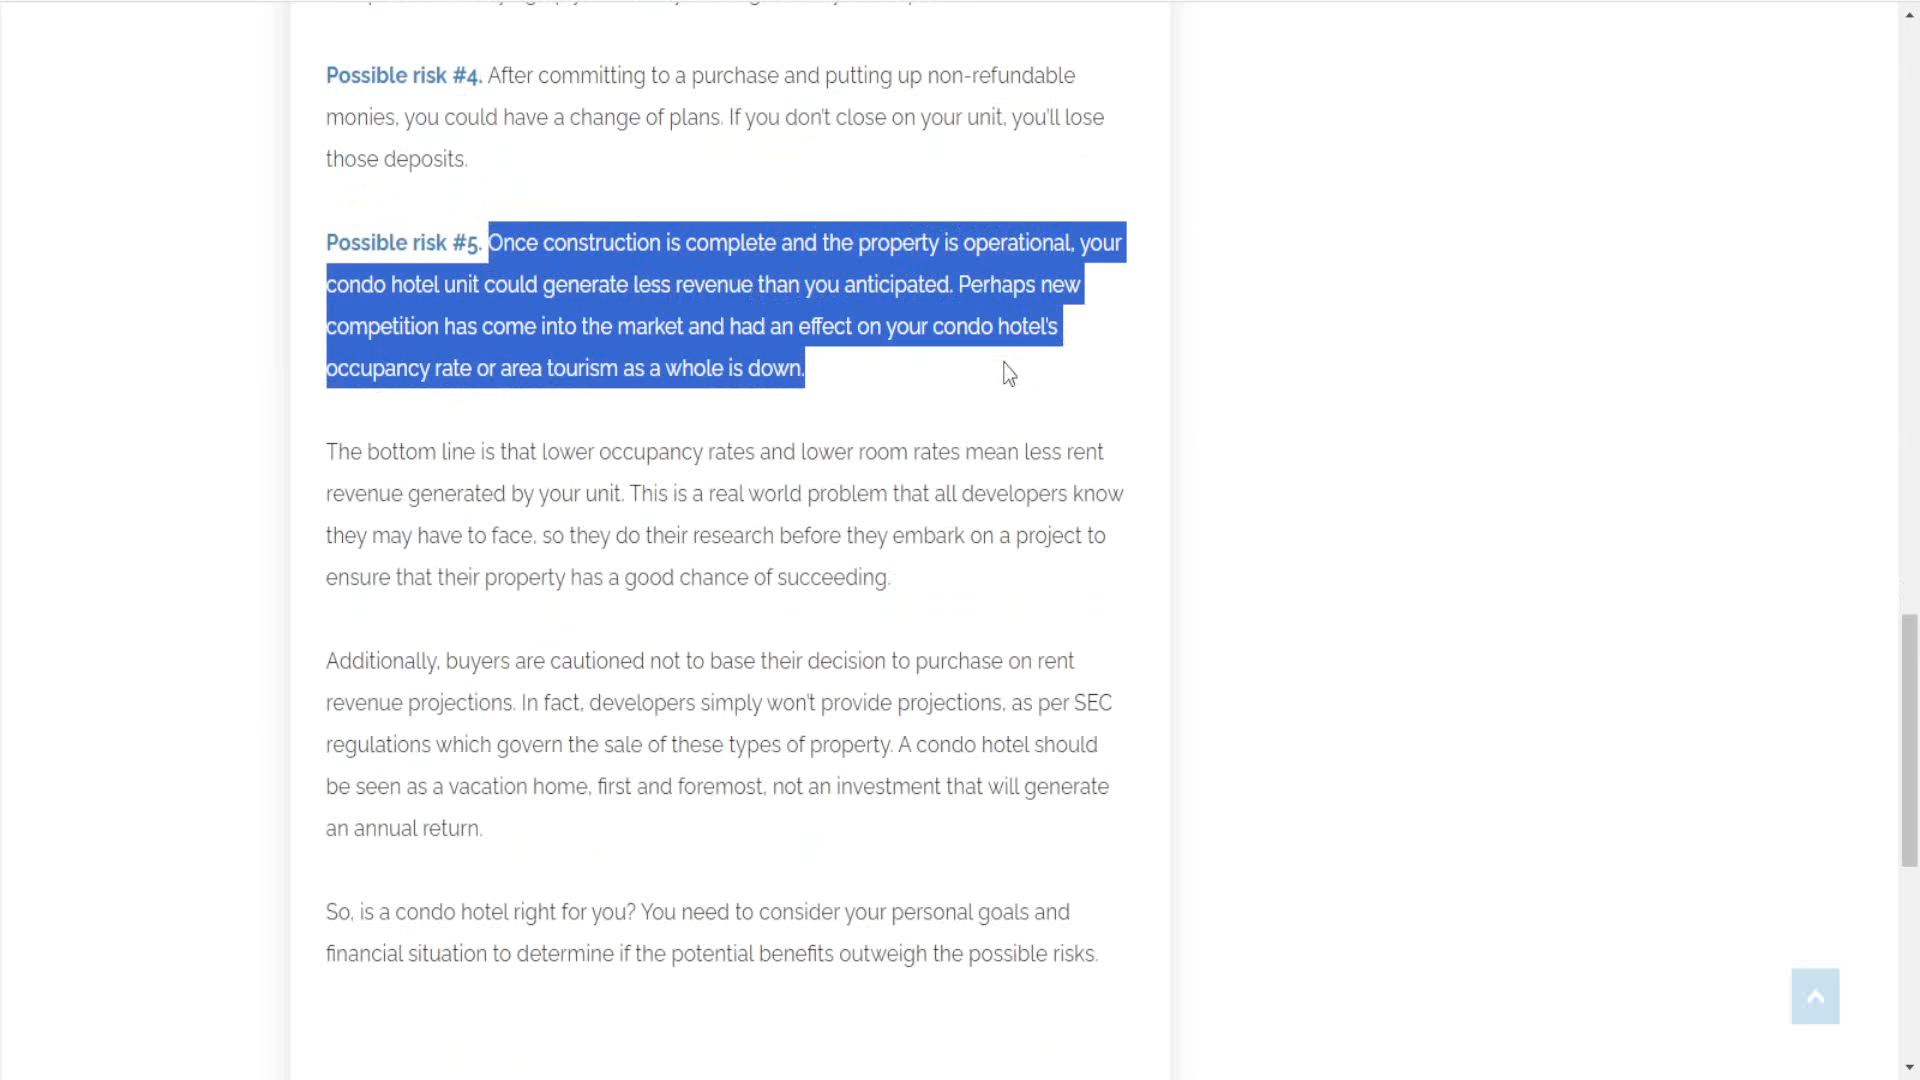 Possible risk #4. After committing to a purchase and putting up non-refundable
monies, you could have a change of plans. If you don't close on your unit, you'll lose
those deposits.
Possible risk #5. Once construction is complete and the property is operational, your
condo hotel unit could generate less revenue than you anticipated. Perhaps new
competition has come into the market and had an effect on your condo hotel's
occupancy rate or area tourism as a whole is down.
The bottom line is that lower occupancy rates and lower room rates mean less rent
revenue generated by your unit. This is a real world problem that all developers know
they may have to face, so they do their research before they embark on a project to
ensure that their property has a good chance of succeeding.
Additionally, buyers are cautioned not to base their decision to purchase on rent
revenue projections. In fact, developers simply won't provide projections, as per SEC
regulations which govern the sale of these types of property. A condo hotel should
be seen as a vacation home, first and foremost, not an investment that will generate
an annual return.
So, is a condo hotel right for you? You need to consider your personal goals and
financial situation to determine if the potential benefits outweigh the possible risks.